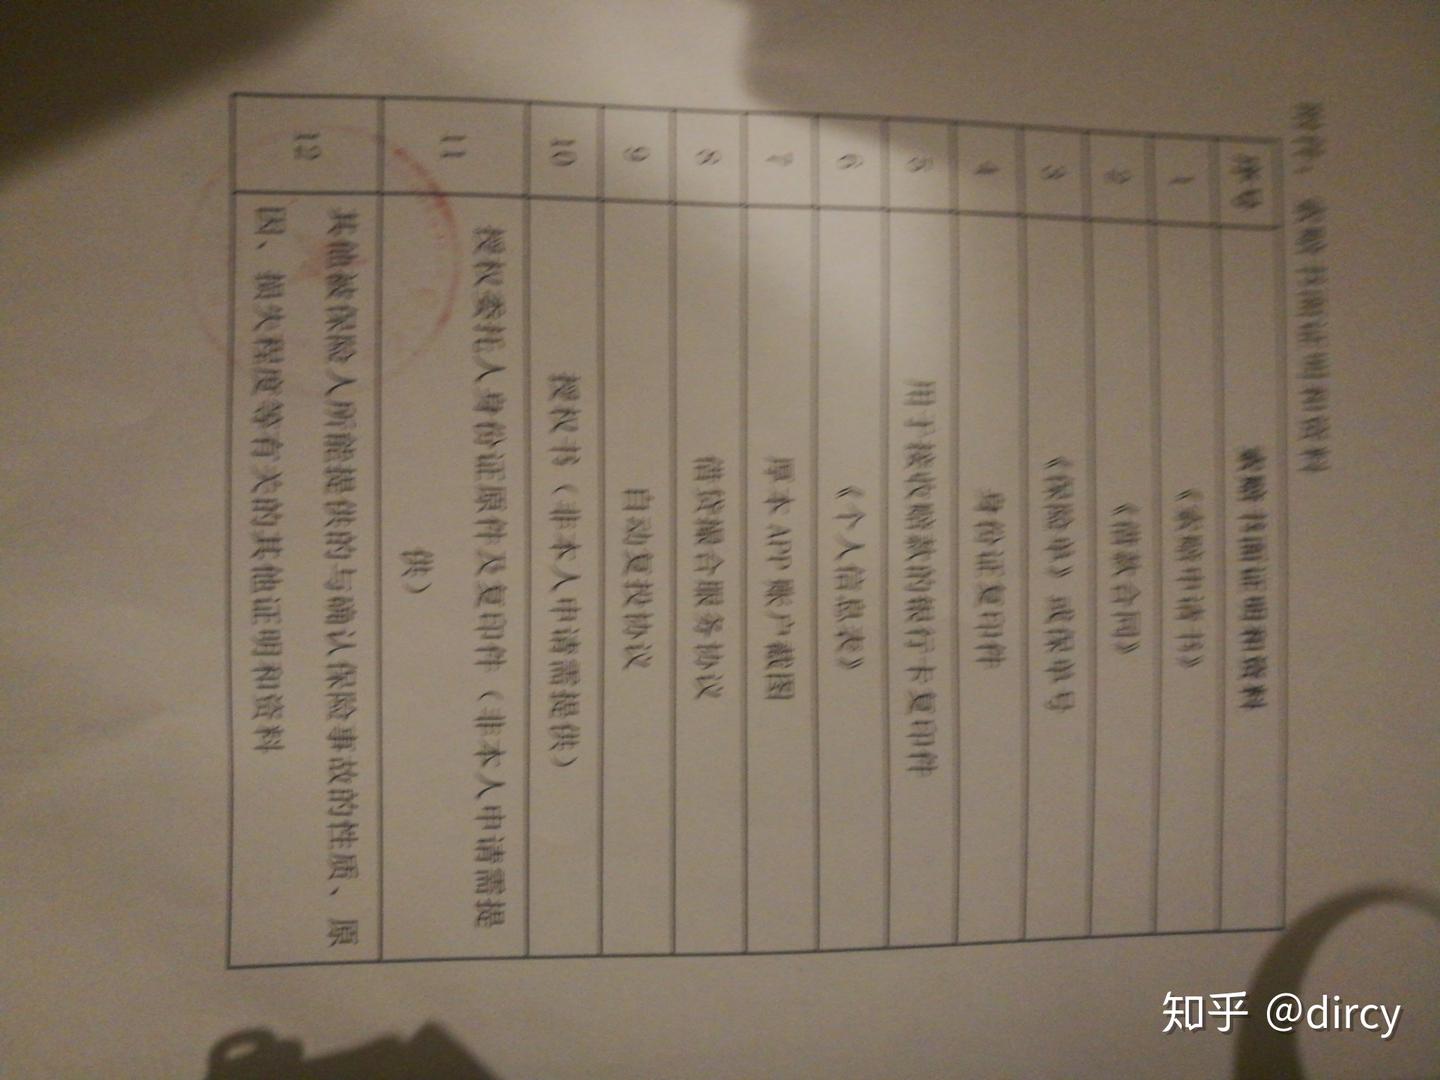 附件：索赔书面证明和资料
序号 索赔书面证明和资料
1 《索赔申请书》
2 《借款合同》
3 《保险单》或保单号
4 身份证复印件
5 用于接收赔款的银行卡复印件
6 《个人信息表》
7 厚本 APP 账户截图
8 借贷撮合服务协议
9 自动复投协议
10 授权书（非本人申请需提供）
11 授权委托人身份证原件及复印件（非本人申请需提
供）
12 其他被保险人所能提供的与确认保险事故的性质、原
因、损失程度等有关的其他证明和资料
知乎 @dircy